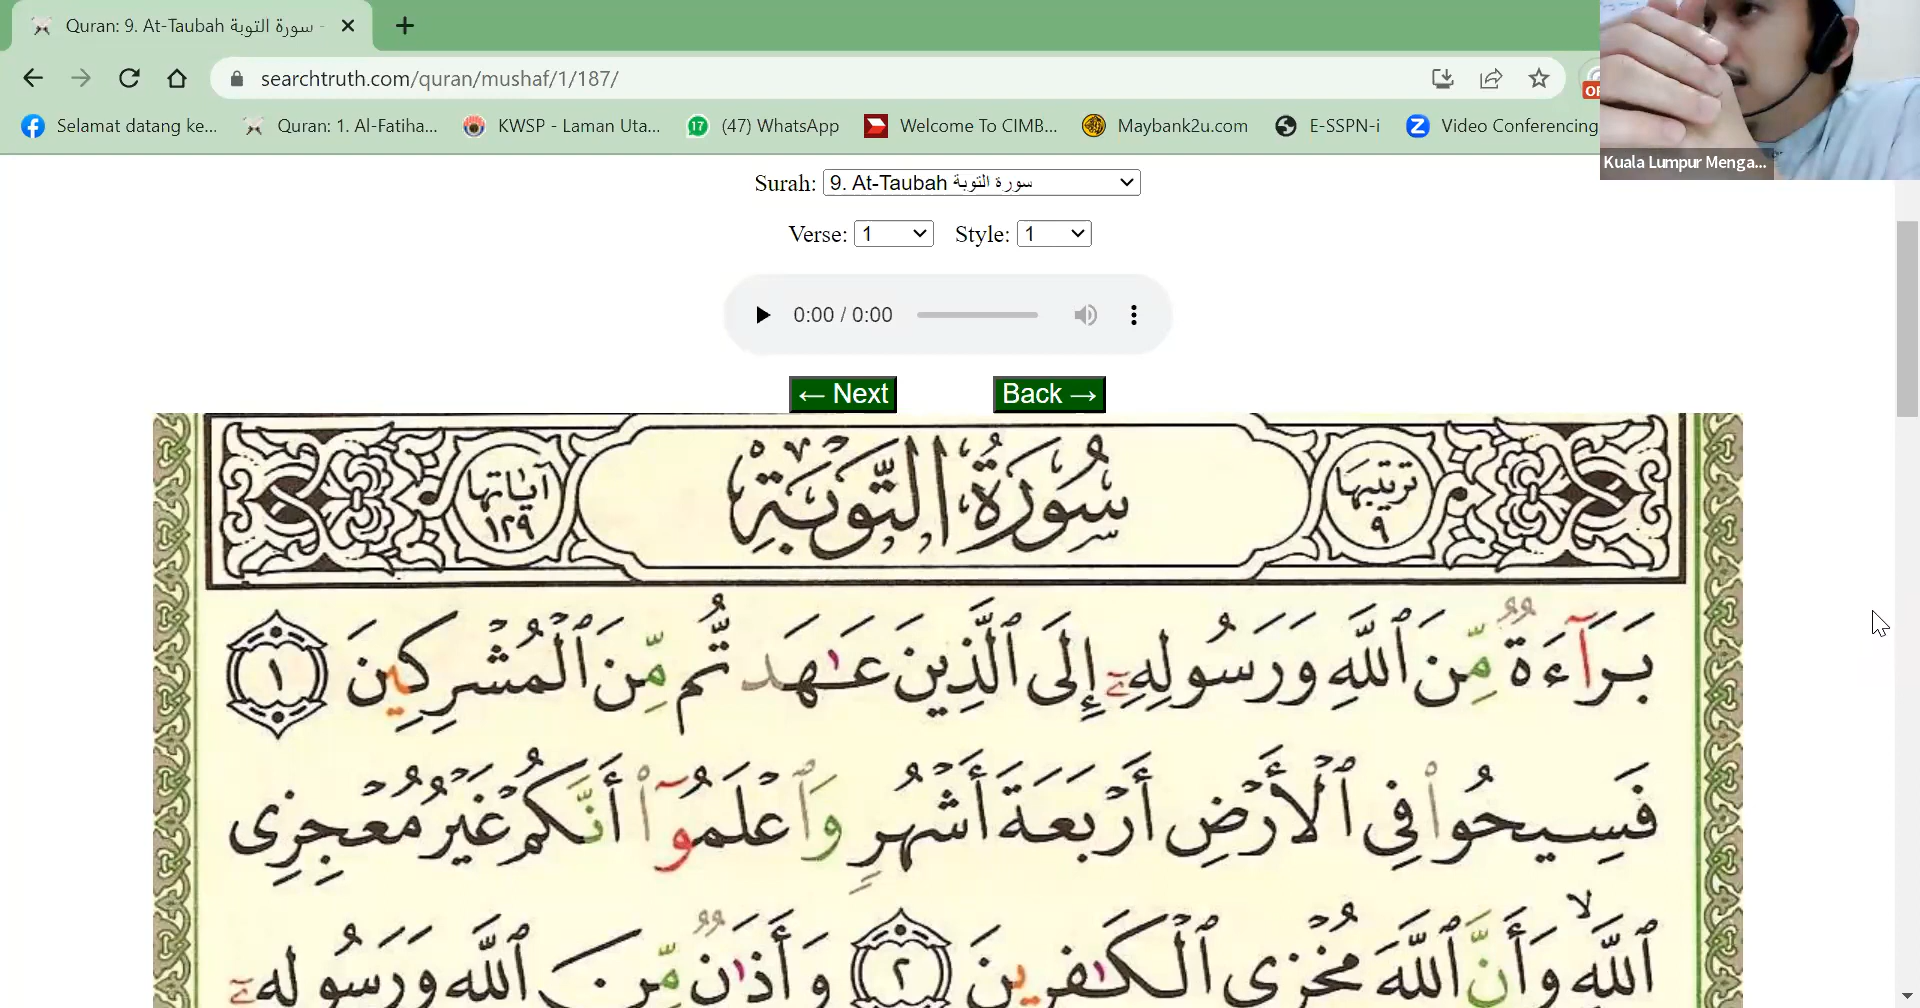 Quran: 9. At-Taubah سورة التوبة -
searchtruth.com/quran/mushaf/1/187/
Selamat datang ke...
Quran: 1. Al-Fatiha...
KWSP - Laman Uta...
17
(47) WhatsApp
Welcome To CIMB...
Maybank2u.com
E-SSPN-i
Z
Video Conferencing
Kuala Lumpur Menga...
Surah: 9. At-Taubah سورة التوبة
Verse: 1 Style: 1
0:00 / 0:00
← Next Back →
ترتيبها ٩ سُورَةُ التَّوبَةِ آياتها ١٢٩
بَرَآءَةٌ مِّنَ ٱللَّهِ وَرَسُولِهِۦٓ إِلَى ٱلَّذِينَ عَٰهَدتُّم مِّنَ ٱلْمُشْرِكِينَ ١
فَسِيحُوا۟ فِى ٱلْأَرْضِ أَرْبَعَةَ أَشْهُرٍ وَٱعْلَمُوٓا۟ أَنَّكُمْ غَيْرُ مُعْجِزِى
ٱللَّهِ ۙ وَأَنَّ ٱللَّهَ مُخْزِى ٱلْكَٰفِرِينَ ٢ وَأَذَٰنٌ مِّنَ ٱللَّهِ وَرَسُولِهِۦٓ